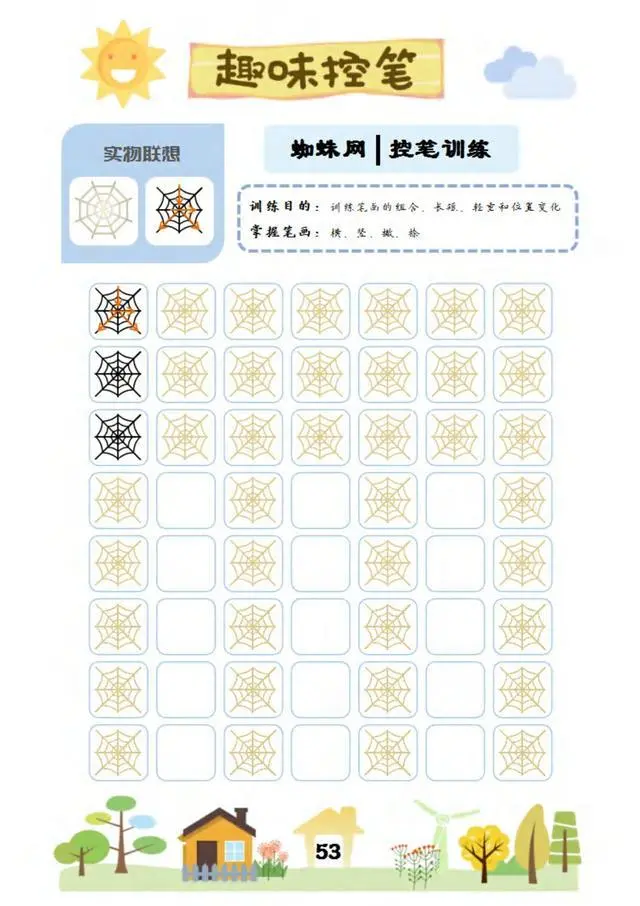 趣味控笔
实物联想
蜘蛛网|控笔训练
训练目的：训练笔画的组合、长短、轻重和位置变化
掌握笔画：横、竖、撇、捺
53